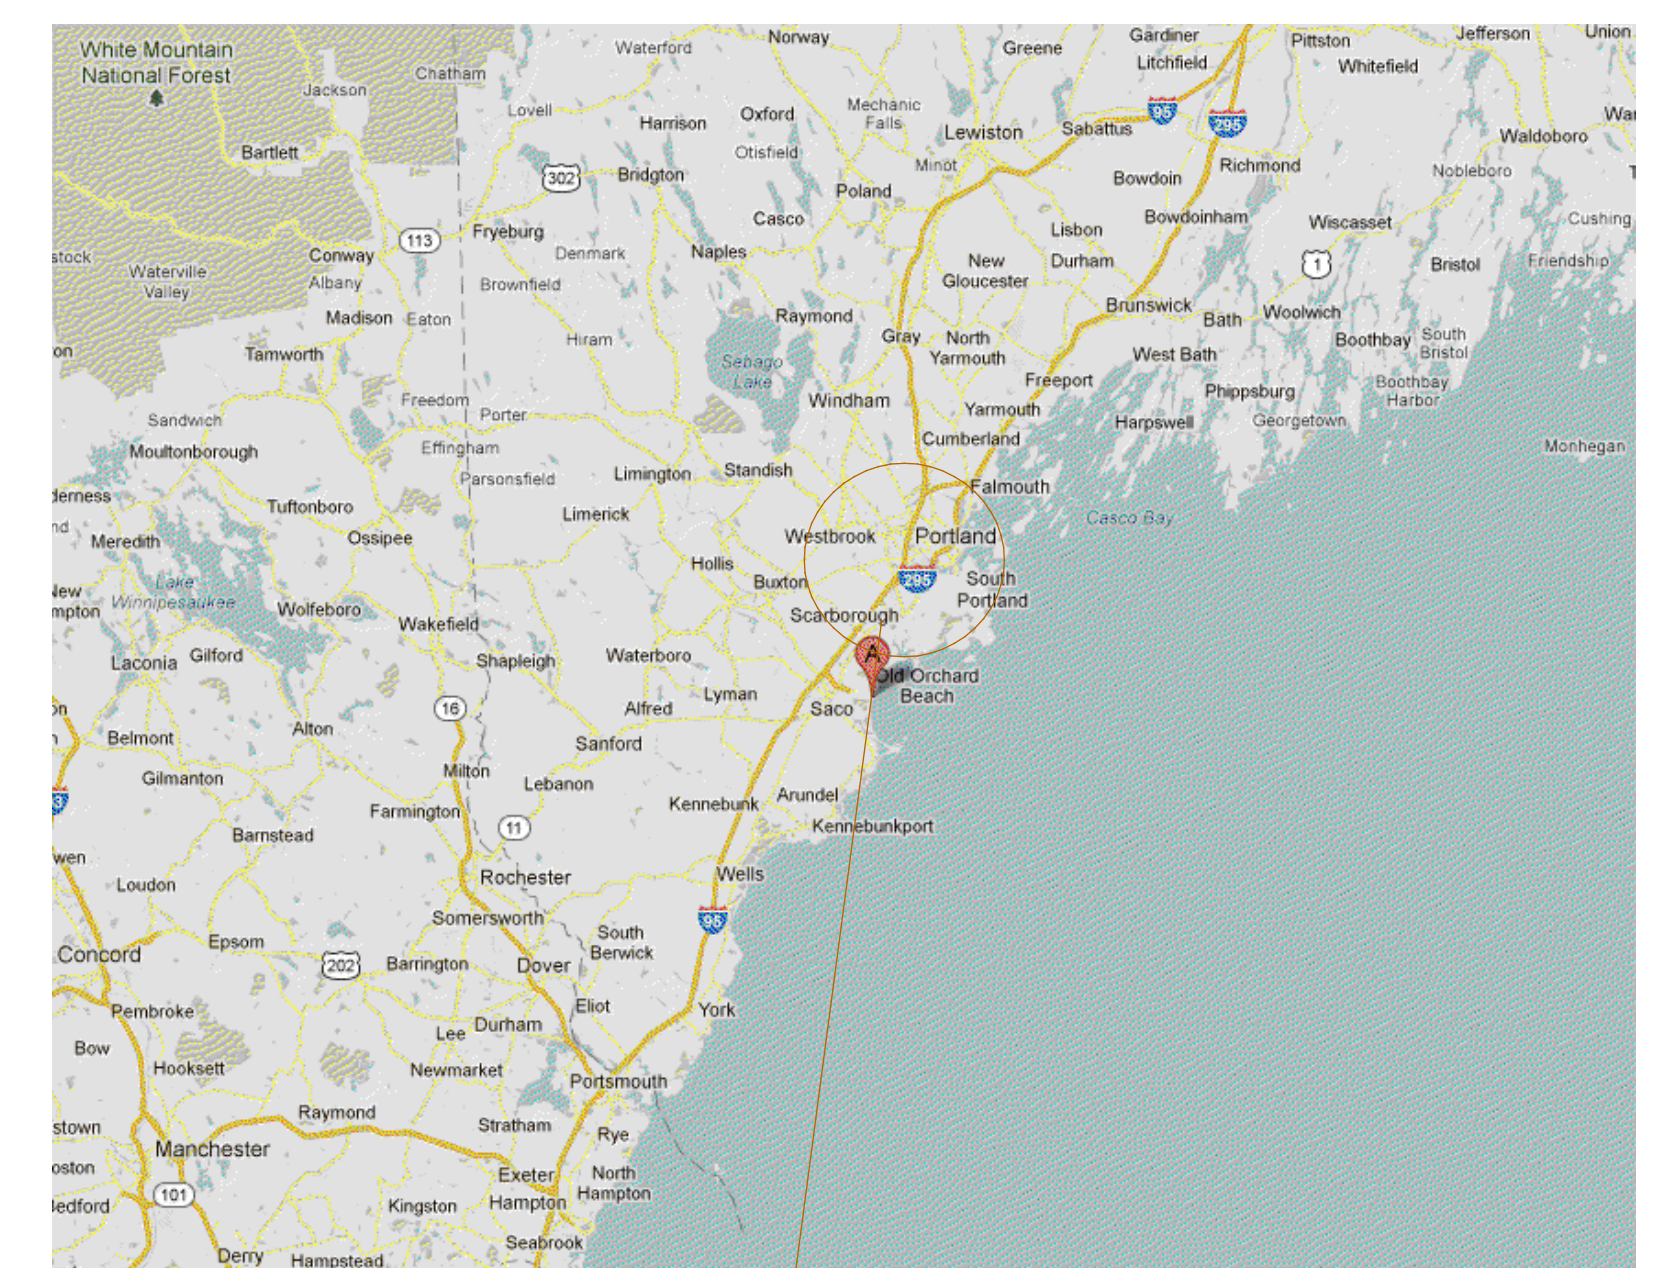 White Mountain
National Forest
Chatham
Waterford
Norway
Greene
Gardiner
Litchfield
Pittston
Whitefield
Jefferson
Union
Jackson
Lovell
Harrison
Oxford
Mechanic
Falls
Lewiston
Sabattus
95
295
Waldoboro
Bartlett
302
Bridgton
Otisfield
Minot
Poland
Bowdoin
Richmond
Nobleboro
113
Fryeburg
Casco
Lisbon
Bowdoinham
Wiscasset
Cushing
Conway
Waterville
Valley
Albany
Denmark
Naples
New
Gloucester
Durham
1
Bristol
Friendship
Brownfield
Madison
Eaton
Raymond
Brunswick
Bath
Woolwich
Tamworth
Hiram
Sebago
Lake
Gray
North
Yarmouth
West Bath
Boothbay
South
Bristol
Freedom
Porter
Windham
Freeport
Phippsburg
Boothbay
Harbor
Sandwich
Yarmouth
Harpswell
Georgetown
Moultonborough
Effingham
Cumberland
Monhegan
Parsonsfield
Limington
Standish
Falmouth
Tuftonboro
Limerick
Casco Bay
Meredith
Ossipee
Westbrook
Portland
Hollis
Buxton
295
South
Portland
Lake
Winnipesaukee
Wolfeboro
Wakefield
Scarborough
Laconia
Gilford
Shapleigh
Waterboro
A
Old Orchard
Beach
16
Lyman
Alfred
Saco
Belmont
Alton
Sanford
Gilmanton
Milton
Lebanon
Kennebunk
Arundel
Farmington
11
Kennebunkport
Barnstead
Loudon
Rochester
Wells
Somersworth
95
Concord
Epsom
202
Barrington
Dover
South
Berwick
Pembroke
Eliot
York
Bow
Lee
Durham
Hooksett
Newmarket
Portsmouth
Raymond
Stratham
Rye
Manchester
Exeter
North
Hampton
101
Kingston
Hampton
Seabrook
Derry
Hampstead